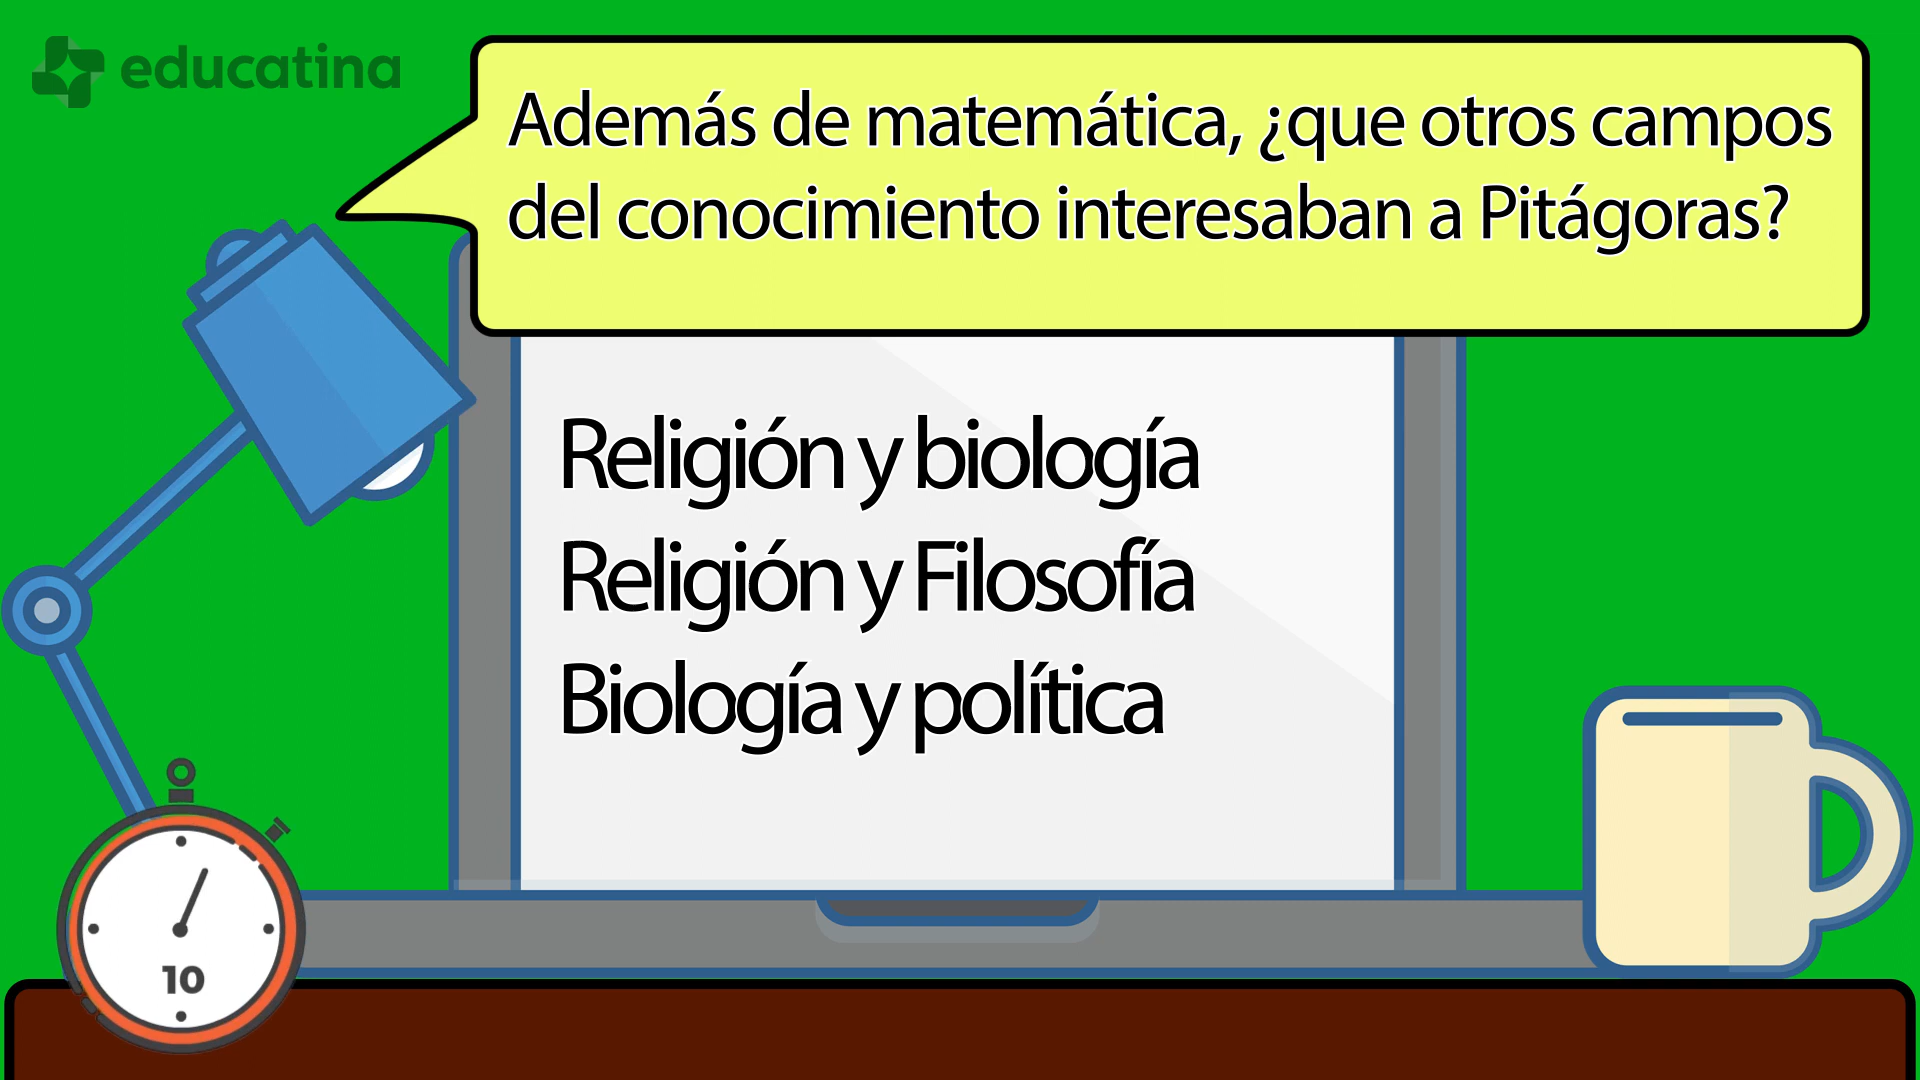 educatina
Además de matemática, ¿que otros campos
del conocimiento interesaban a Pitágoras?
Religión y biología
Religión y Filosofía
Biología y política
10